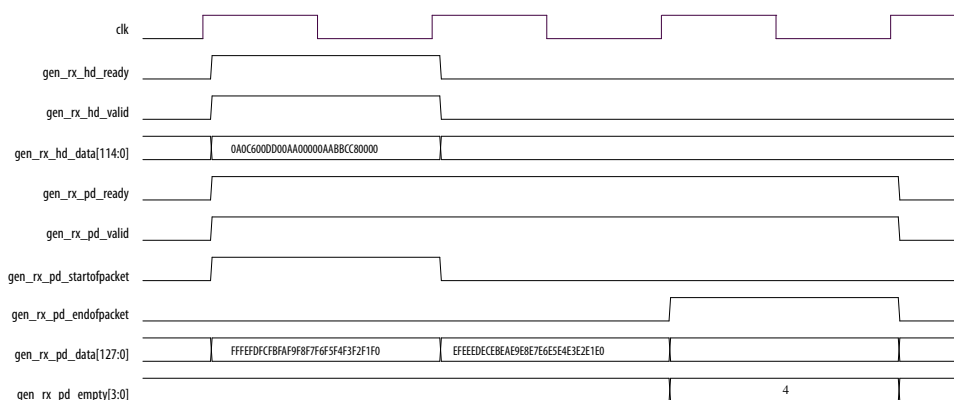 clk
gen_rx_hd_ready
gen_rx_hd_valid
gen_rx_hd_data[114:0] 0A0C600DD00AA00000AABBCC80000
gen_rx_pd_ready
gen_rx_pd_valid
gen_rx_pd_startofpacket
gen_rx_pd_endofpacket
gen_rx_pd_data[127:0] FFFEFDFCFBFAF9F8F7F6F5F4F3F2F1F0 EFEEEDECEBEAE9E8E7E6E5E4E3E2E1E0
gen_rx_pd_empty[3:0] 4